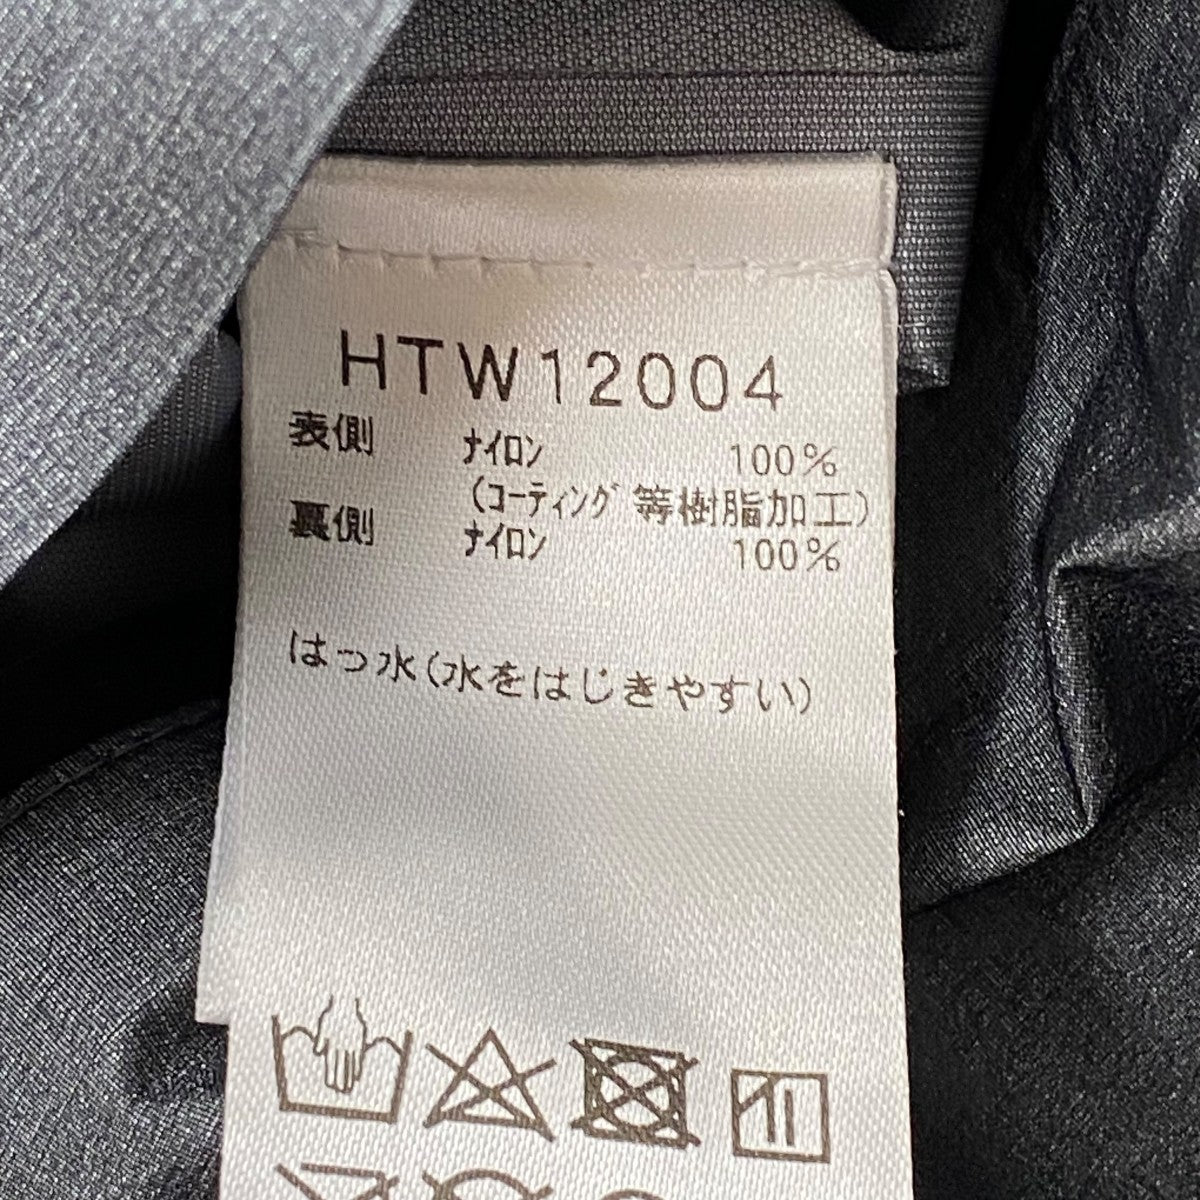 HTW12004
表側 ナイロン 100%
(コーティング等樹脂加工)
裏側 ナイロン 100%
はっ水(水をはじきやすい)